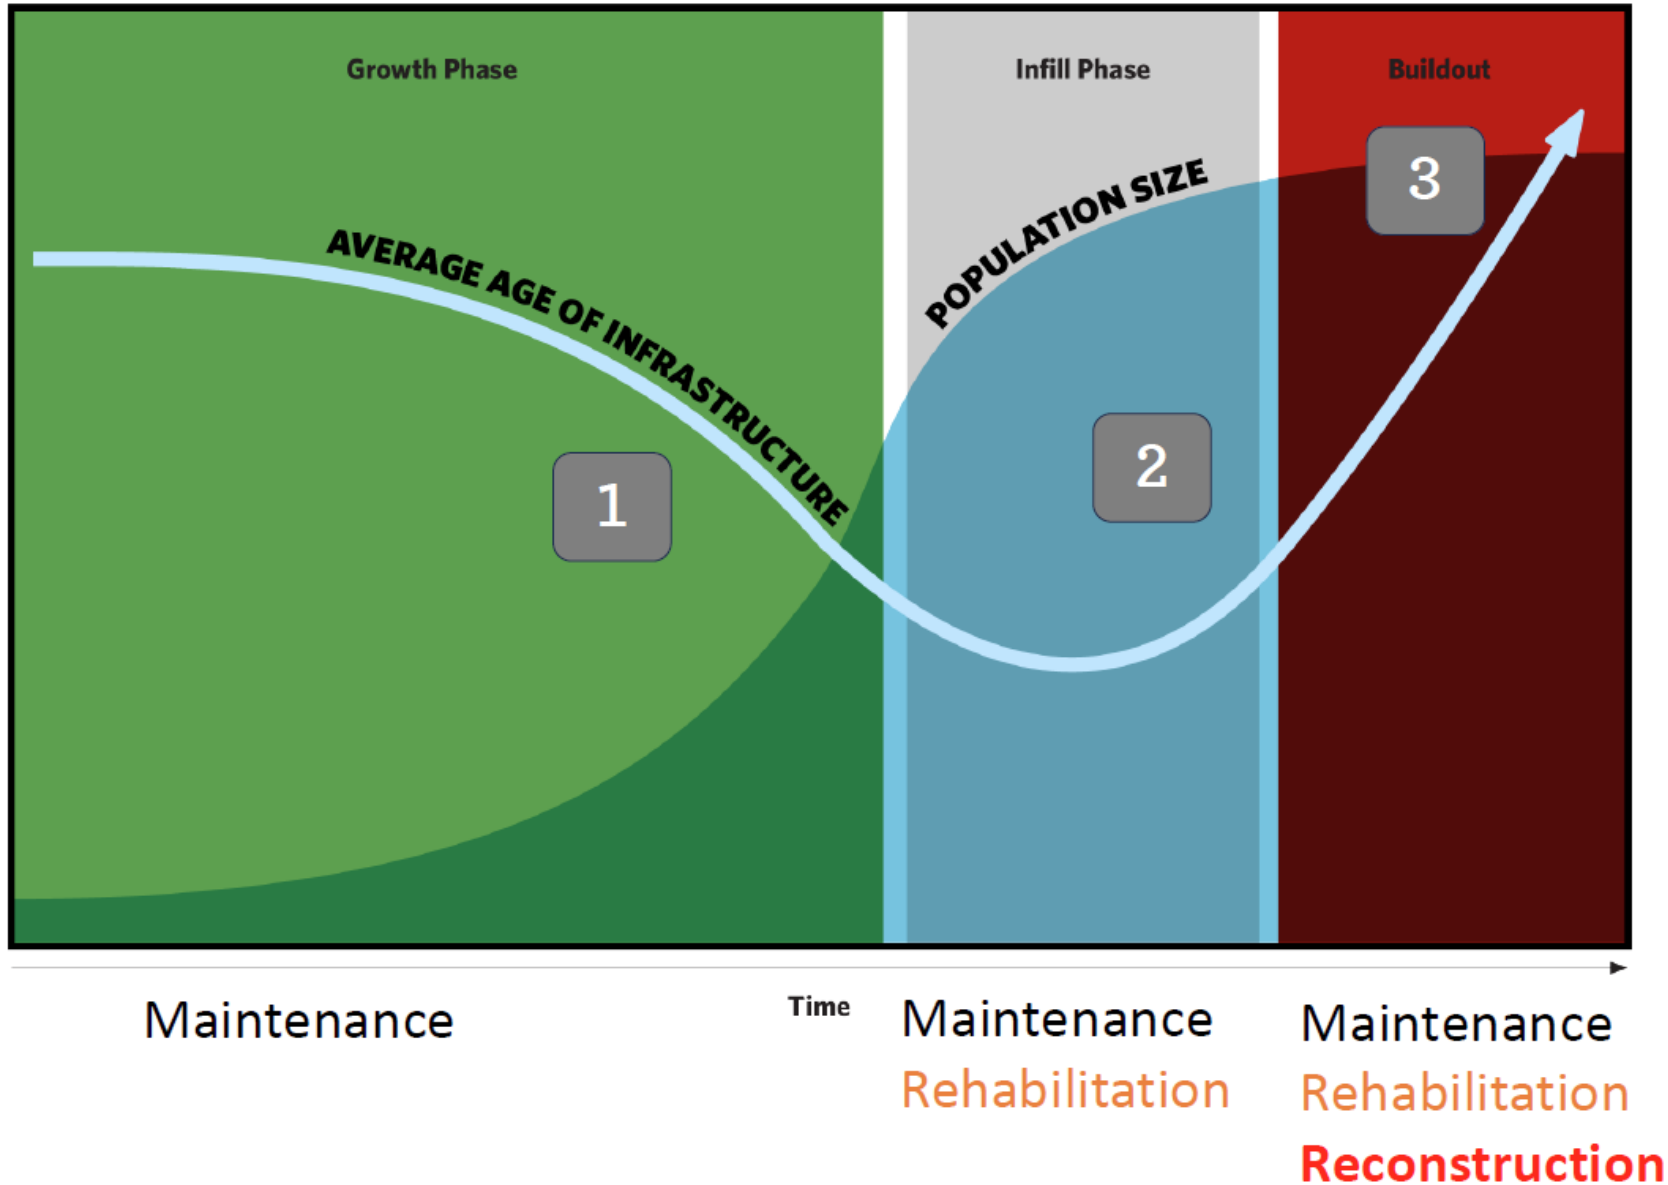 Growth Phase
Infill Phase
Buildout
AVERAGE AGE OF INFRASTRUCTURE
POPULATION SIZE
1
2
3
Time
Maintenance
Maintenance
Rehabilitation
Maintenance
Rehabilitation
Reconstruction